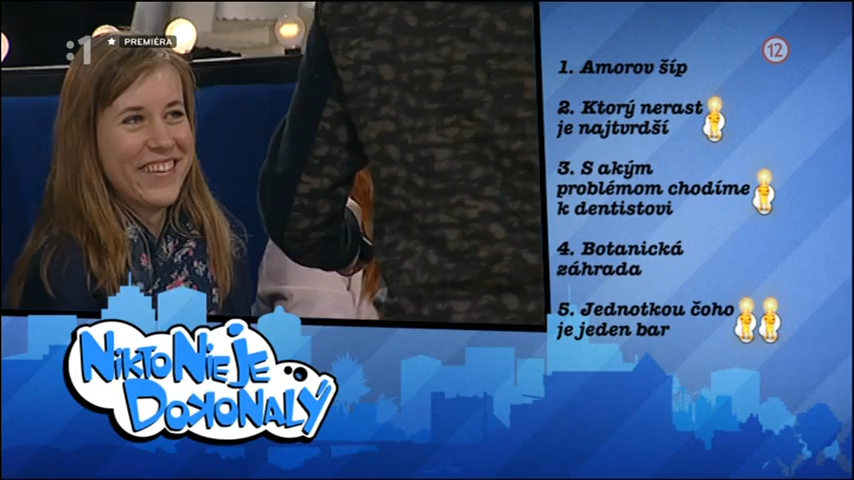 :1 ★ PREMIÉRA
12
1. Amorov šíp
2. Ktorý nerast
je najtvrdší
3. S akým
problémom chodíme
k dentistovi
4. Botanická
záhrada
5. Jednotkou čoho
je jeden bar
NIKTO NIE JE
DOKONALÝ